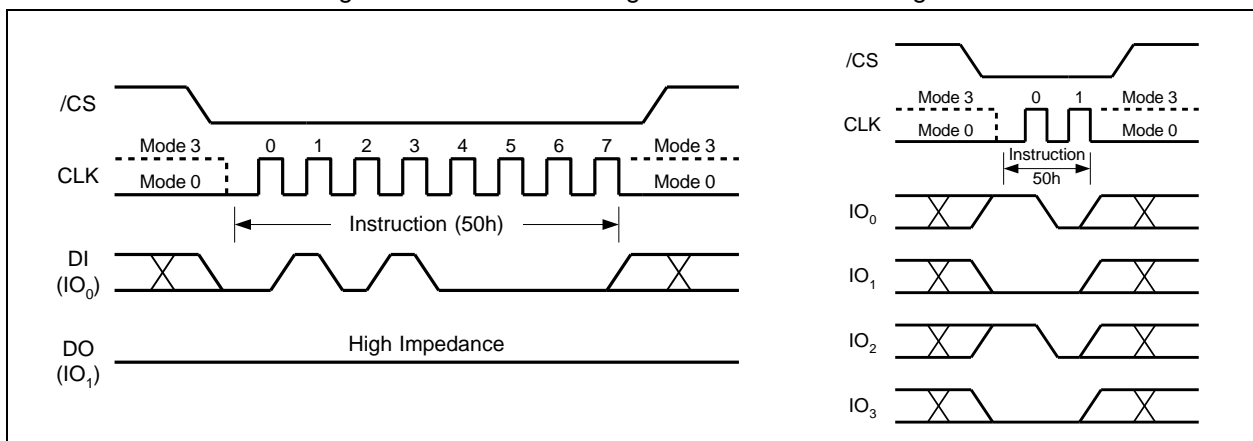 /CS
Mode 3
0 1 2 3 4 5 6 7
Mode 3
CLK
Mode 0
Mode 0
Instruction (50h)
DI
(IO0)
High Impedance
DO
(IO1)
/CS
Mode 3
0 1
Mode 3
CLK
Mode 0
Mode 0
Instruction
50h
IO0
IO1
IO2
IO3